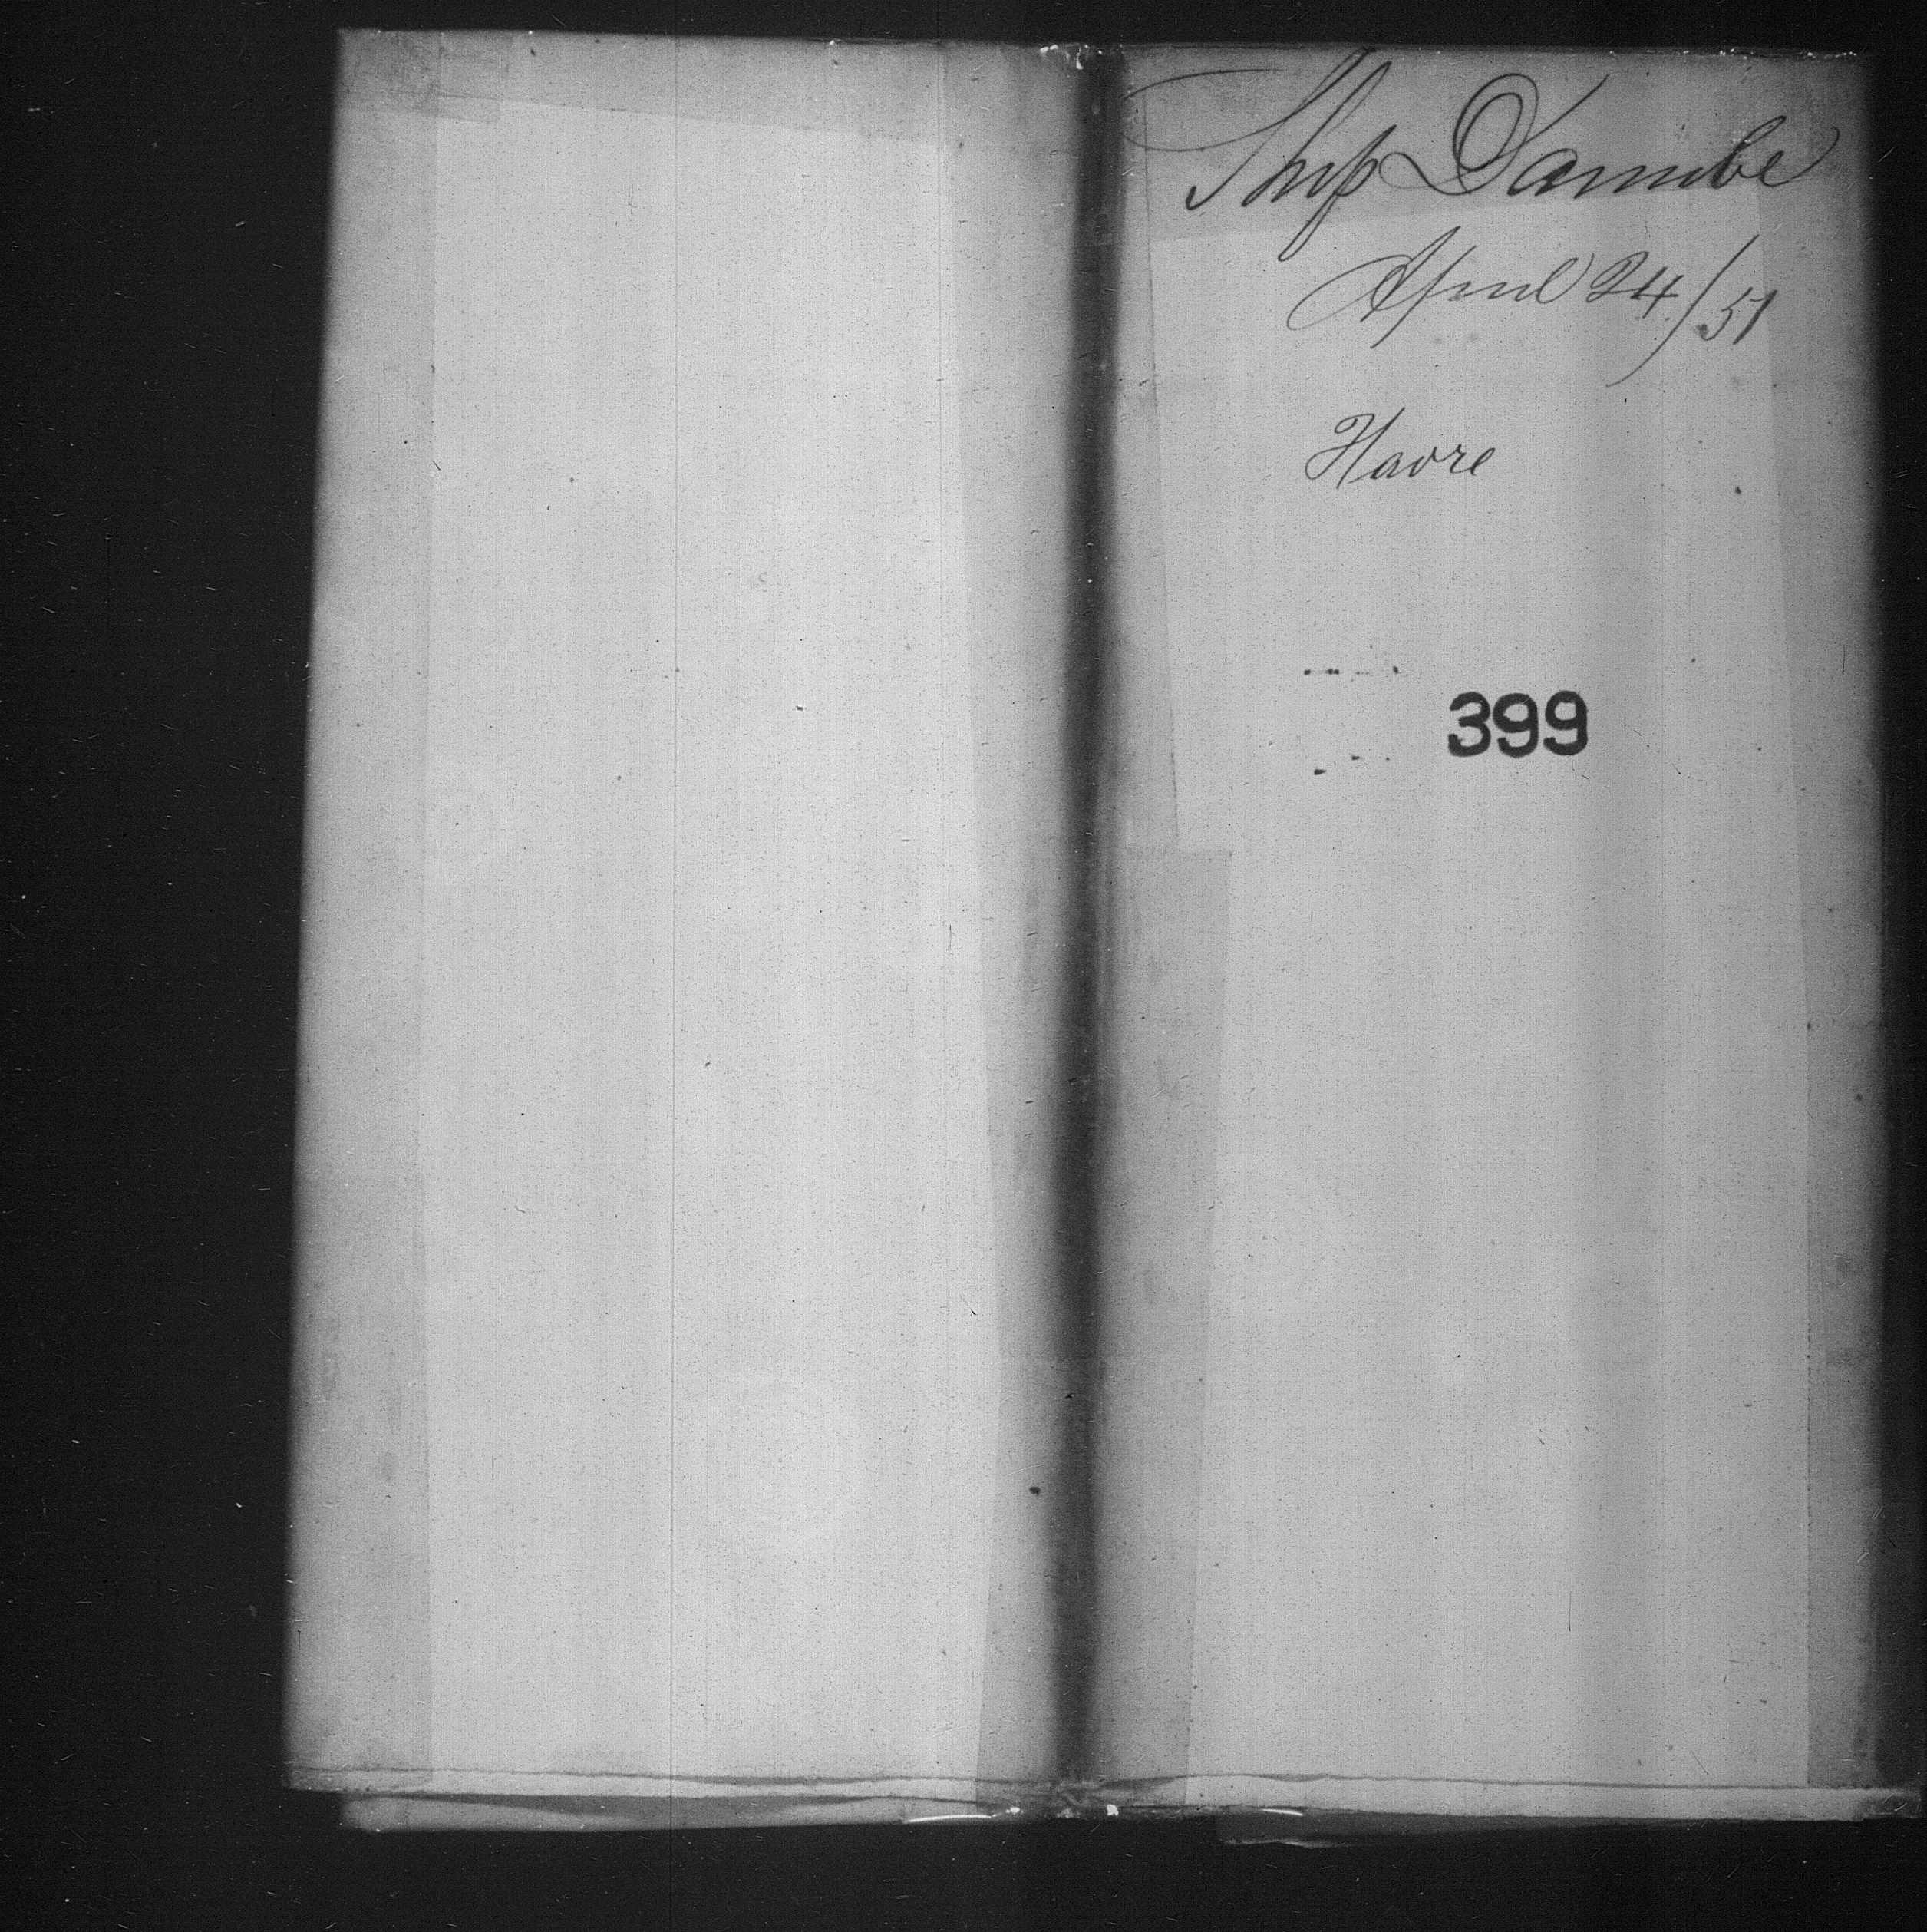 Ship Danube
April 24/51
Havre
399